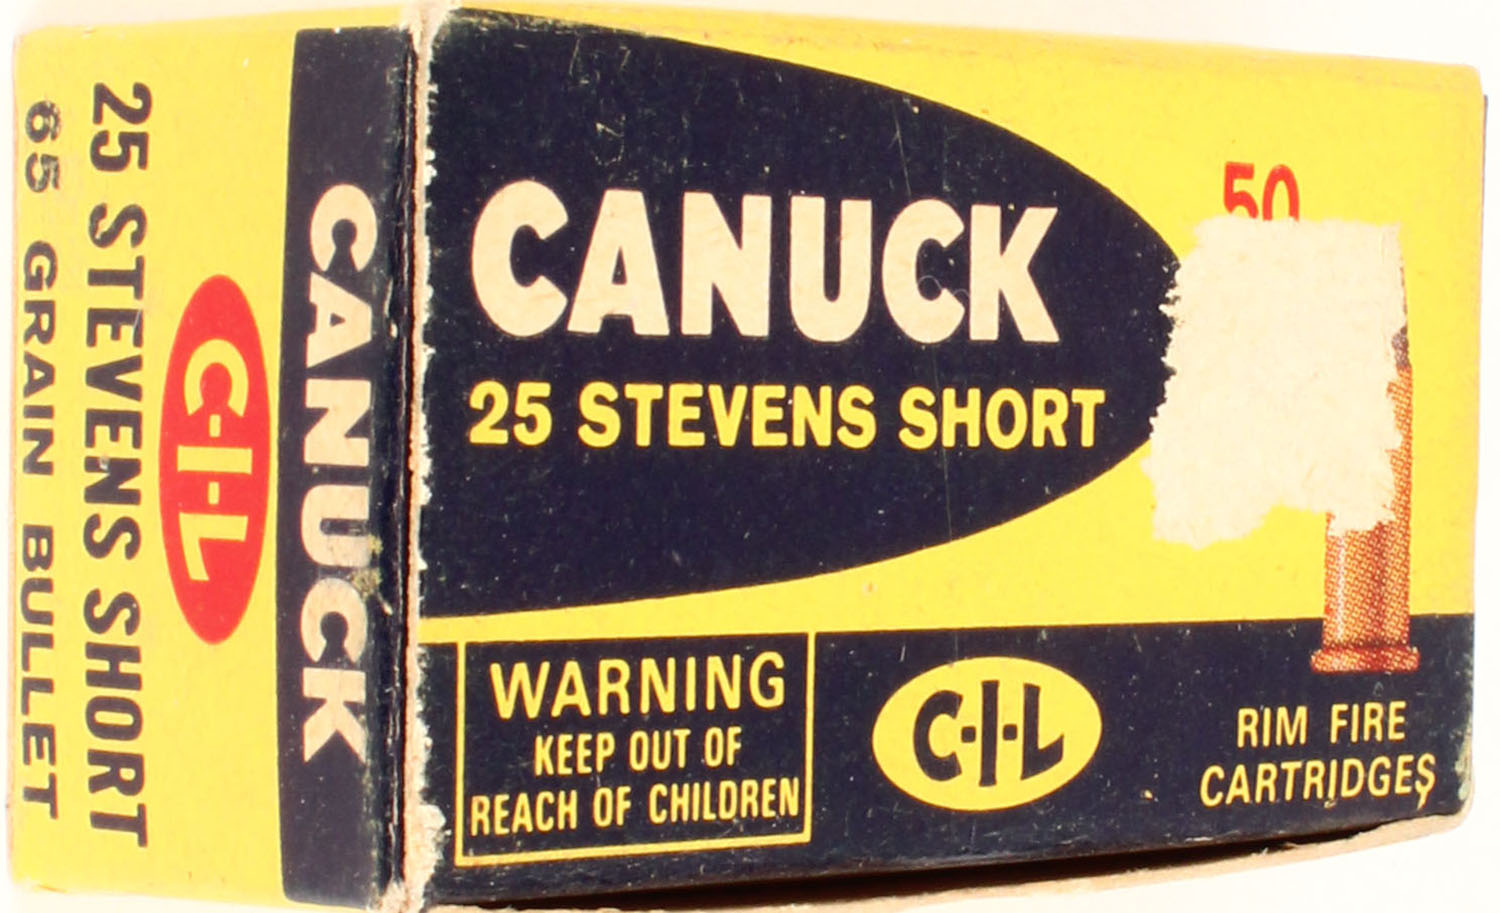 CANUCK
25 STEVENS SHORT
50
WARNING
KEEP OUT OF
REACH OF CHILDREN
C-I-L
RIM FIRE
CARTRIDGES
CANUCK
C-I-L
25 STEVENS SHORT
65 GRAIN BULLET